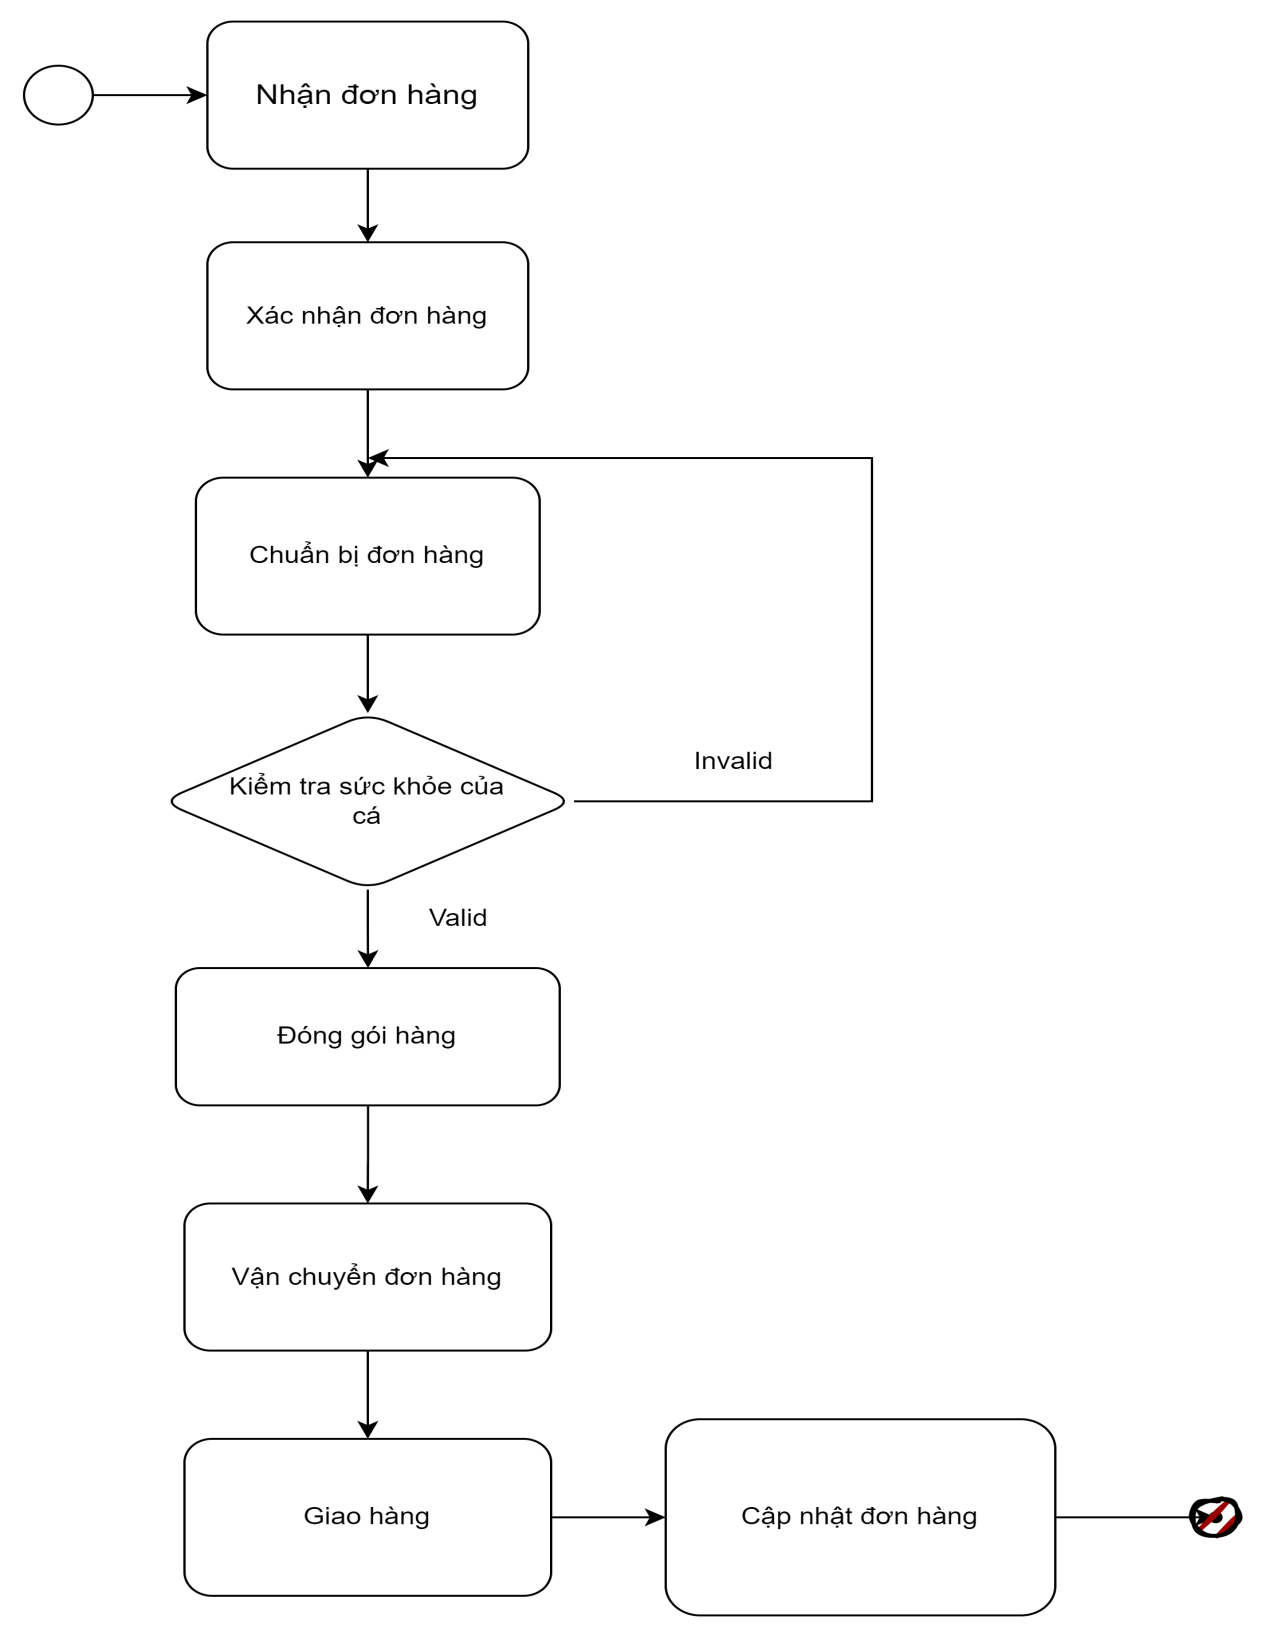 Nhận đơn hàng
Xác nhận đơn hàng
Chuẩn bị đơn hàng
Kiểm tra sức khỏe của
cá
Invalid
Valid
Đóng gói hàng
Vận chuyển đơn hàng
Giao hàng
Cập nhật đơn hàng